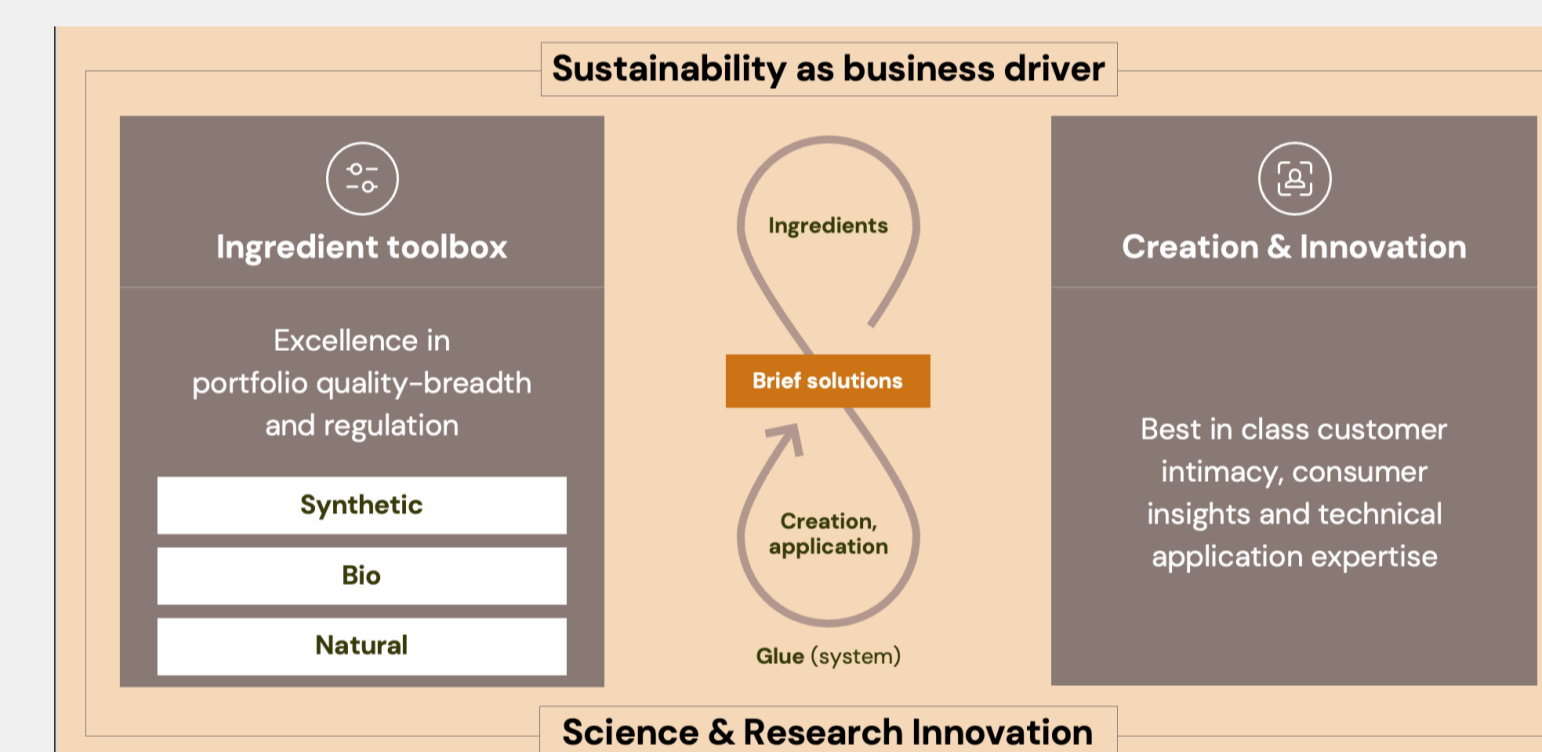 Sustainability as business driver
Ingredient toolbox
Excellence in
portfolio quality-breadth
and regulation
Synthetic
Bio
Natural
Ingredients
Brief solutions
Creation,
application
Glue (system)
Creation & Innovation
Best in class customer
intimacy, consumer
insights and technical
application expertise
Science & Research Innovation